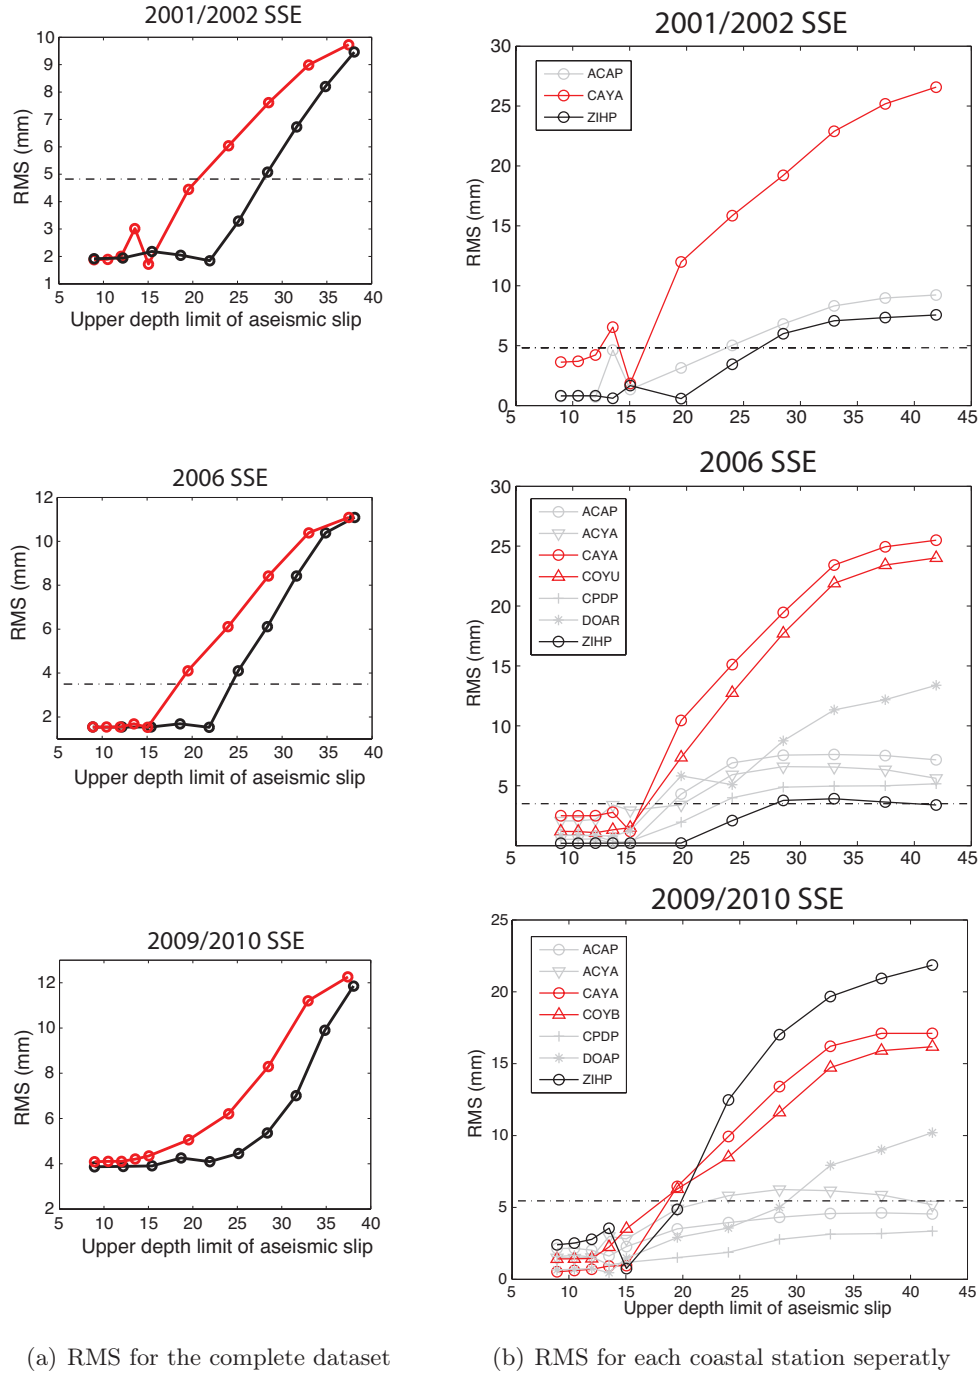 2001/2002 SSE
10
9
8
7
6
5
4
3
2
1
RMS (mm)
5 10 15 20 25 30 35 40
Upper depth limit of aseismic slip
2001/2002 SSE
30
25
20
15
10
5
0
RMS (mm)
ACAP
CAYA
ZIHP
5 10 15 20 25 30 35 40 45
2006 SSE
12
10
8
6
4
2
RMS (mm)
5 10 15 20 25 30 35 40
Upper depth limit of aseismic slip
2006 SSE
30
25
20
15
10
5
RMS (mm)
ACAP
ACYA
CAYA
COYU
CPDP
DOAR
ZIHP
5 10 15 20 25 30 35 40 45
2009/2010 SSE
12
10
8
6
4
2
RMS (mm)
5 10 15 20 25 30 35 40
Upper depth limit of aseismic slip
2009/2010 SSE
25
20
15
10
5
0
RMS (mm)
ACAP
ACYA
CAYA
COYB
CPDP
DOAP
ZIHP
5 10 15 20 25 30 35 40 45
Upper depth limit of aseismic slip
(a) RMS for the complete dataset
(b) RMS for each coastal station seperatly